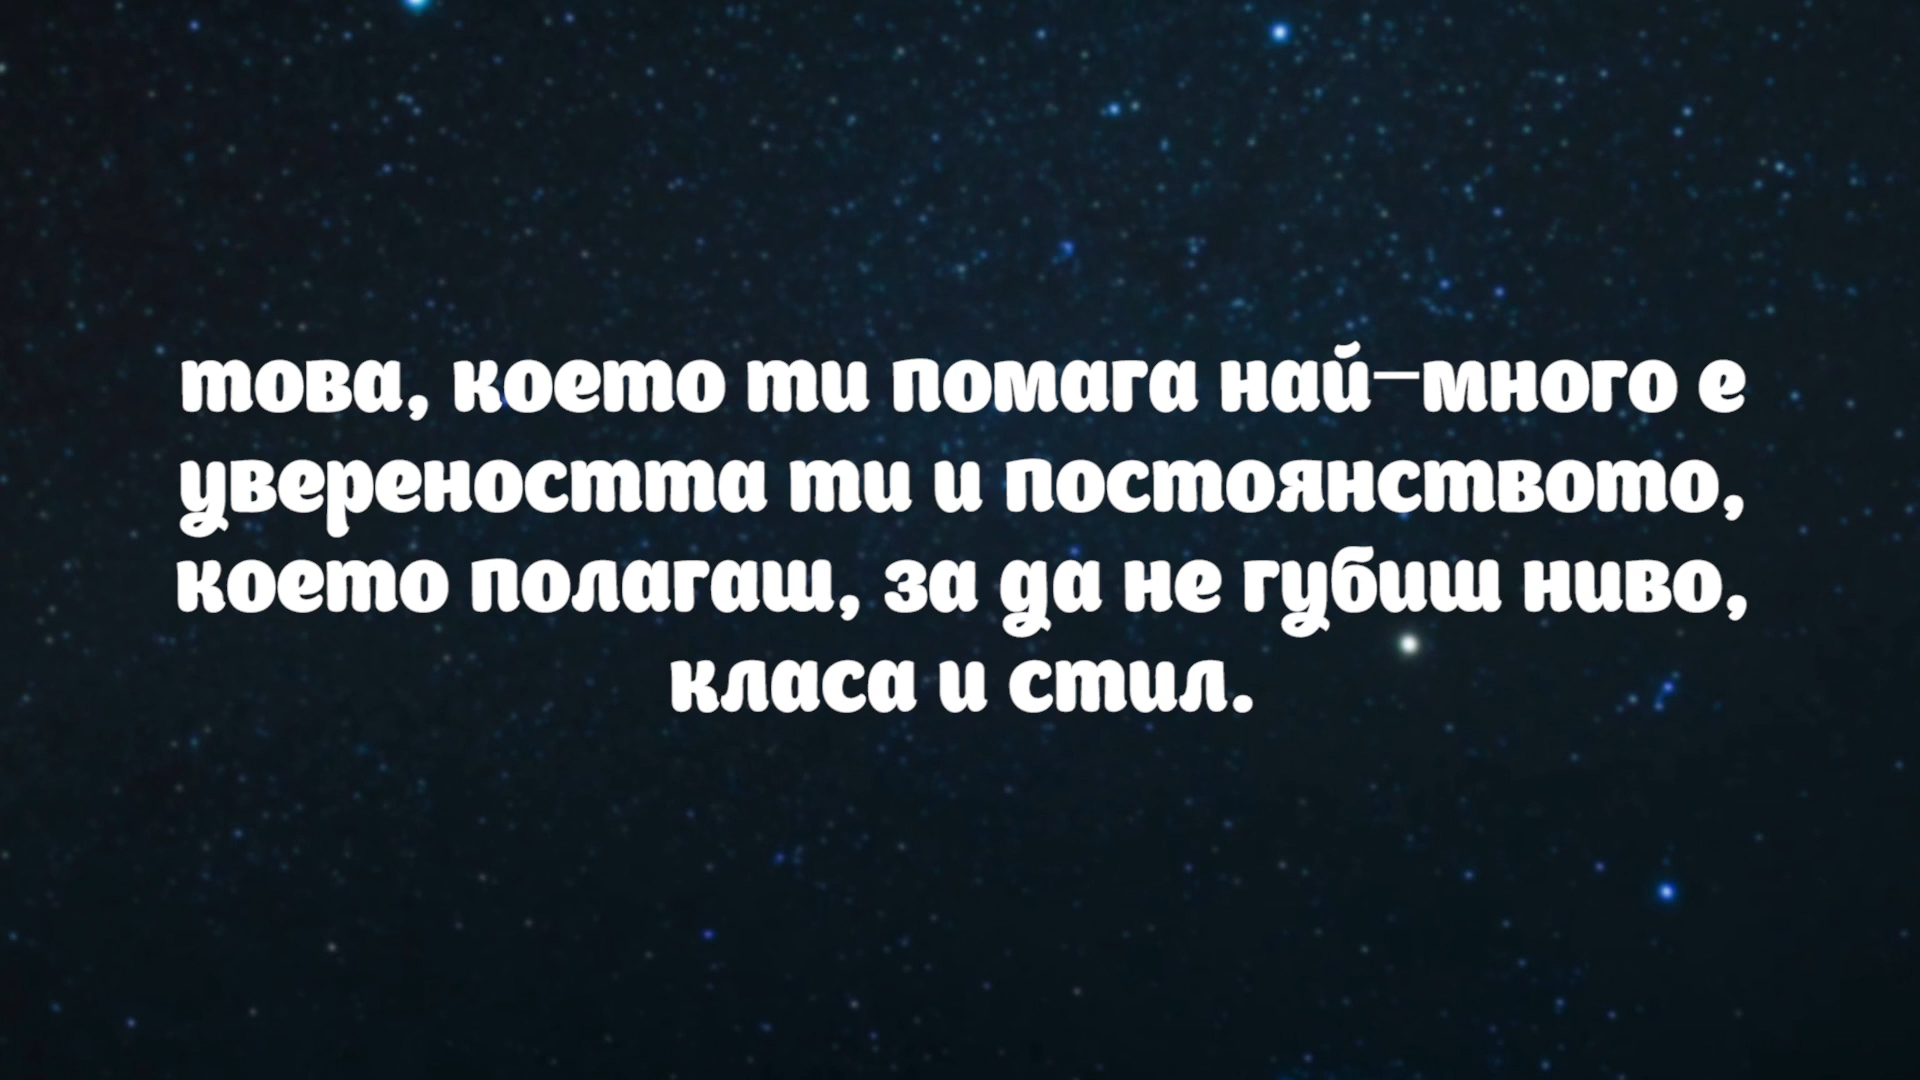 това, което ти помага най-много е
увереността ти и постоянството,
което полагаш, за да не губиш ниво,
класа и стил.